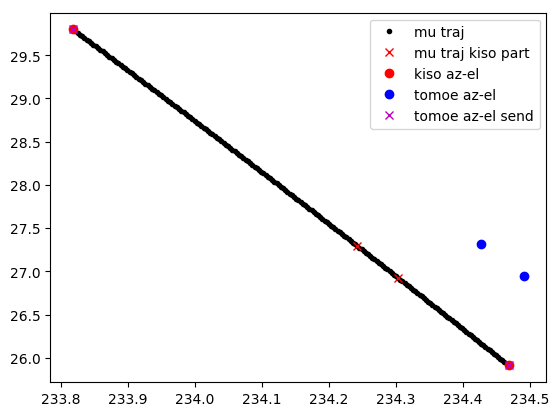 mu traj
mu traj kiso part
kiso az-el
tomoe az-el
tomoe az-el send
29.5
29.0
28.5
28.0
27.5
27.0
26.5
26.0
233.8 233.9 234.0 234.1 234.2 234.3 234.4 234.5